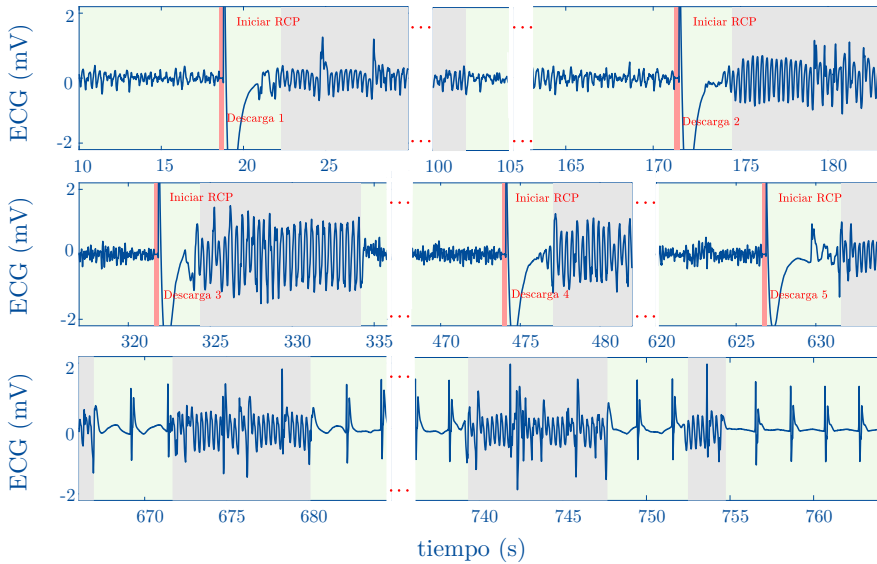 ECG (mV)
2
0
-2
Iniciar RCP
Descarga 1
Iniciar RCP
Descarga 2
10 15 20 25 100 105 165 170 175 180
ECG (mV)
2
0
-2
Iniciar RCP
Descarga 3
Iniciar RCP
Descarga 4
Iniciar RCP
Descarga 5
320 325 330 335 470 475 480 620 625 630
ECG (mV)
2
0
-2
670 675 680 740 745 750 755 760
tiempo (s)